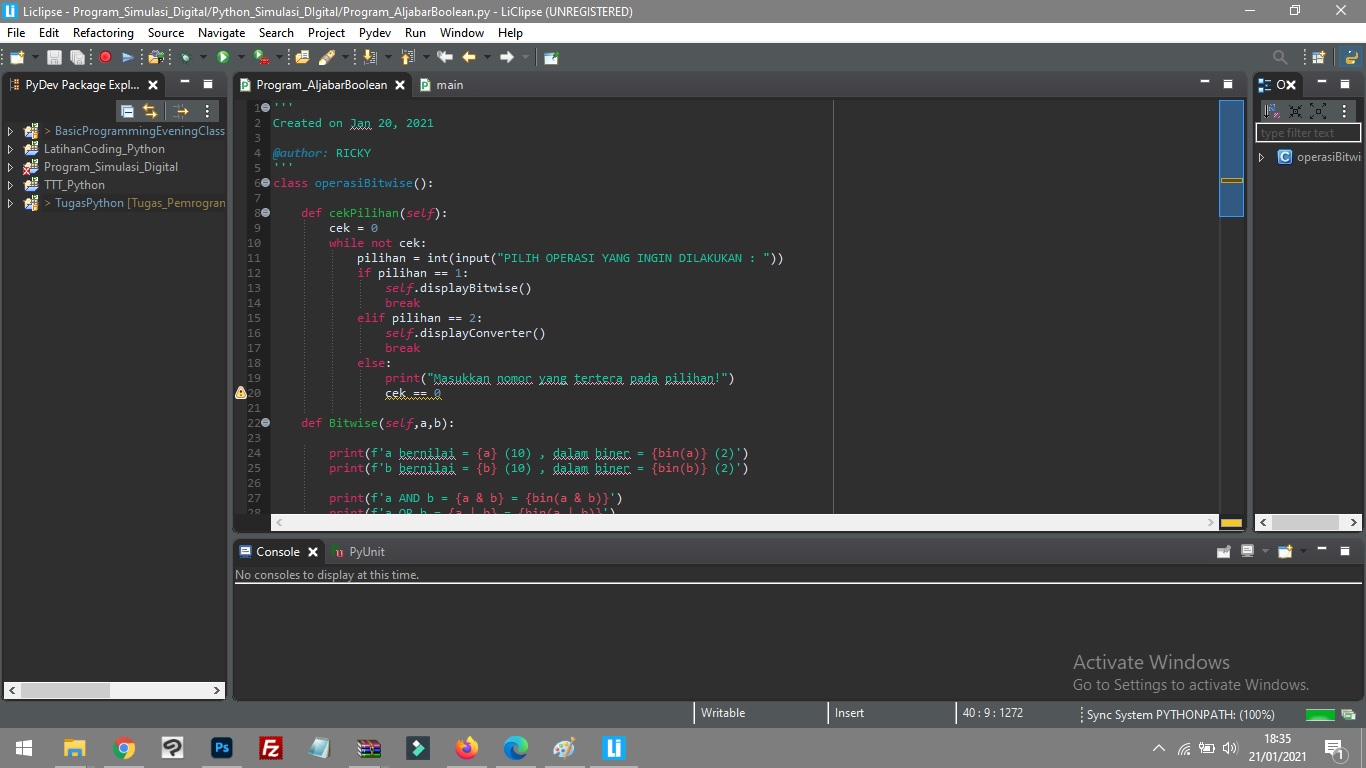 Liclipse - Program_Simulasi_Digital/Python_Simulasi_DIgital/Program_AljabarBoolean.py - LiClipse (UNREGISTERED)
File Edit Refactoring Source Navigate Search Project Pydev Run Window Help
PyDev Package Expl...
> BasicProgrammingEveningClass
LatihanCoding_Python
Program_Simulasi_Digital
TTT_Python
> TugasPython [Tugas_Pemrogran
Program_AljabarBoolean
main
1 '''
2 Created on Jan 20, 2021
3
4 @author: RICKY
5 '''
6 class operasiBitwise():
7
8 def cekPilihan(self):
9 cek = 0
10 while not cek:
11 pilihan = int(input("PILIH OPERASI YANG INGIN DILAKUKAN : "))
12 if pilihan == 1:
13 self.displayBitwise()
14 break
15 elif pilihan == 2:
16 self.displayConverter()
17 break
18 else:
19 print("Masukkan nomor yang tertera pada pilihan!")
20 cek == 0
21
22 def Bitwise(self,a,b):
23
24 print(f'a bernilai = {a} (10) , dalam biner = {bin(a)} (2)')
25 print(f'b bernilai = {b} (10) , dalam biner = {bin(b)} (2)')
26
27 print(f'a AND b = {a & b} = {bin(a & b)}')
28 print(f'a OR b = {a | b} = {bin(a | b)}')
O
type filter text
C operasiBitwi
Console
PyUnit
No consoles to display at this time.
Activate Windows
Go to Settings to activate Windows.
Writable
Insert
40 : 9 : 1272
Sync System PYTHONPATH: (100%)
Ps
Fz
Li
18:35
21/01/2021
1